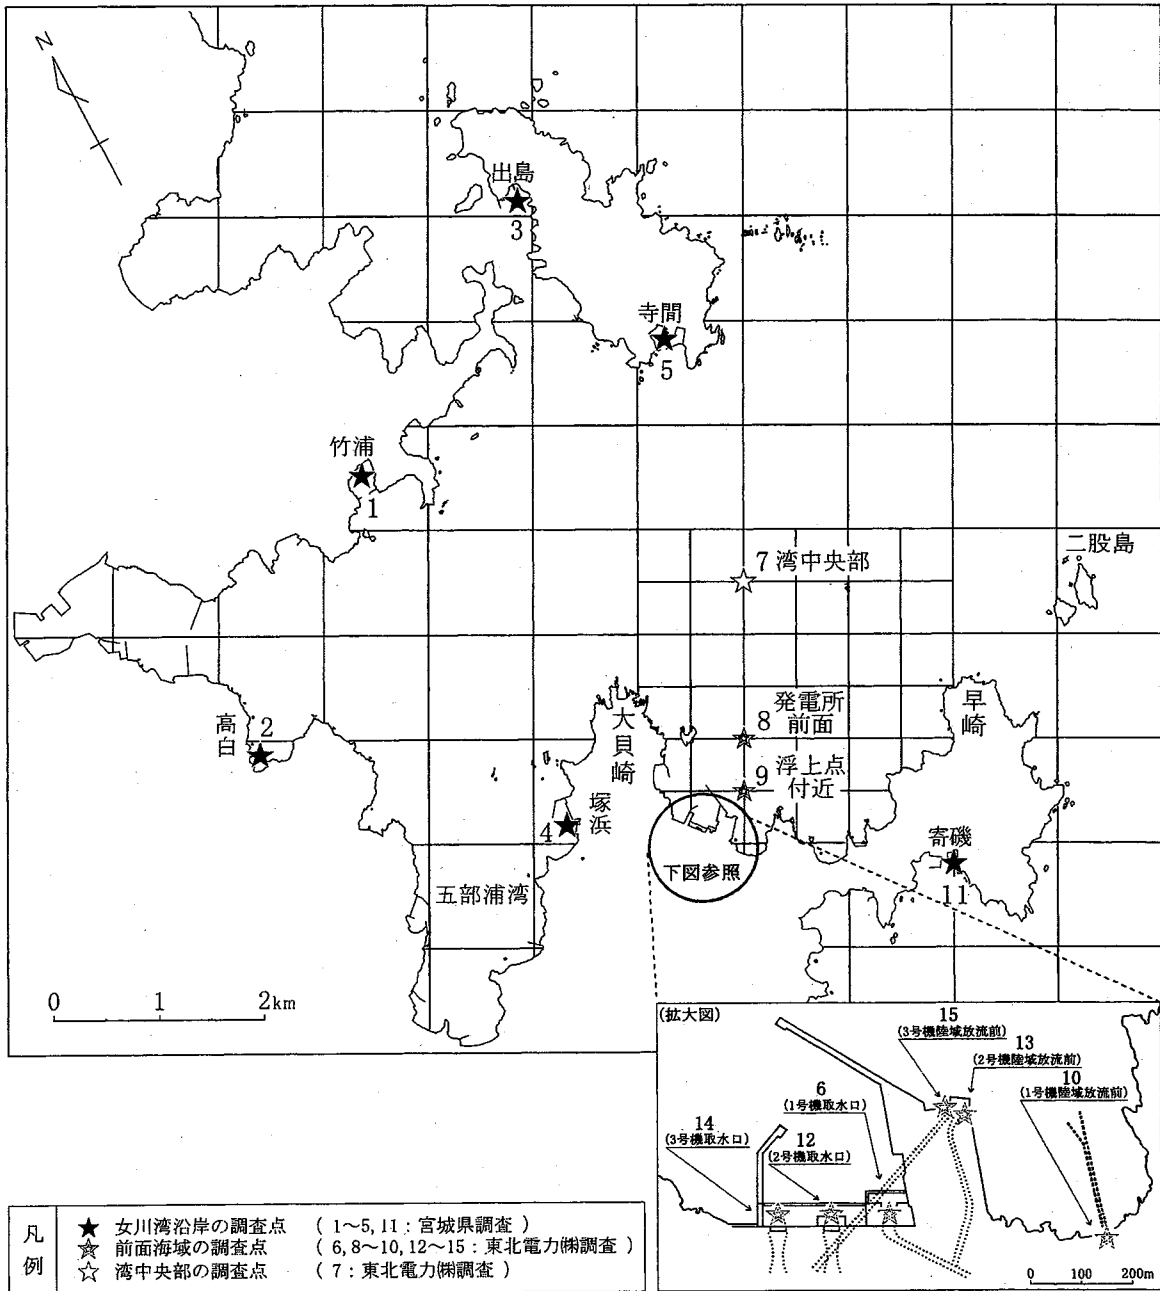 N
出島
3
寺間
5
竹浦
1
7 湾中央部
二股島
高白
2
大貝崎
8 発電所前面
早崎
9 浮上点付近
塚浜
4
寄磯
11
下図参照
五部浦湾
0 1 2km
(拡大図)
15
(3号機陸域放流前)
13
(2号機陸域放流前)
10
(1号機陸域放流前)
6
(1号機取水口)
14
(3号機取水口)
12
(2号機取水口)
0 100 200m
凡例
★ 女川湾沿岸の調査点 ( 1~5, 11 : 宮城県調査 )
前面海域の調査点 ( 6, 8~10, 12~15 : 東北電力㈱調査 )
☆ 湾中央部の調査点 ( 7 : 東北電力㈱調査 )